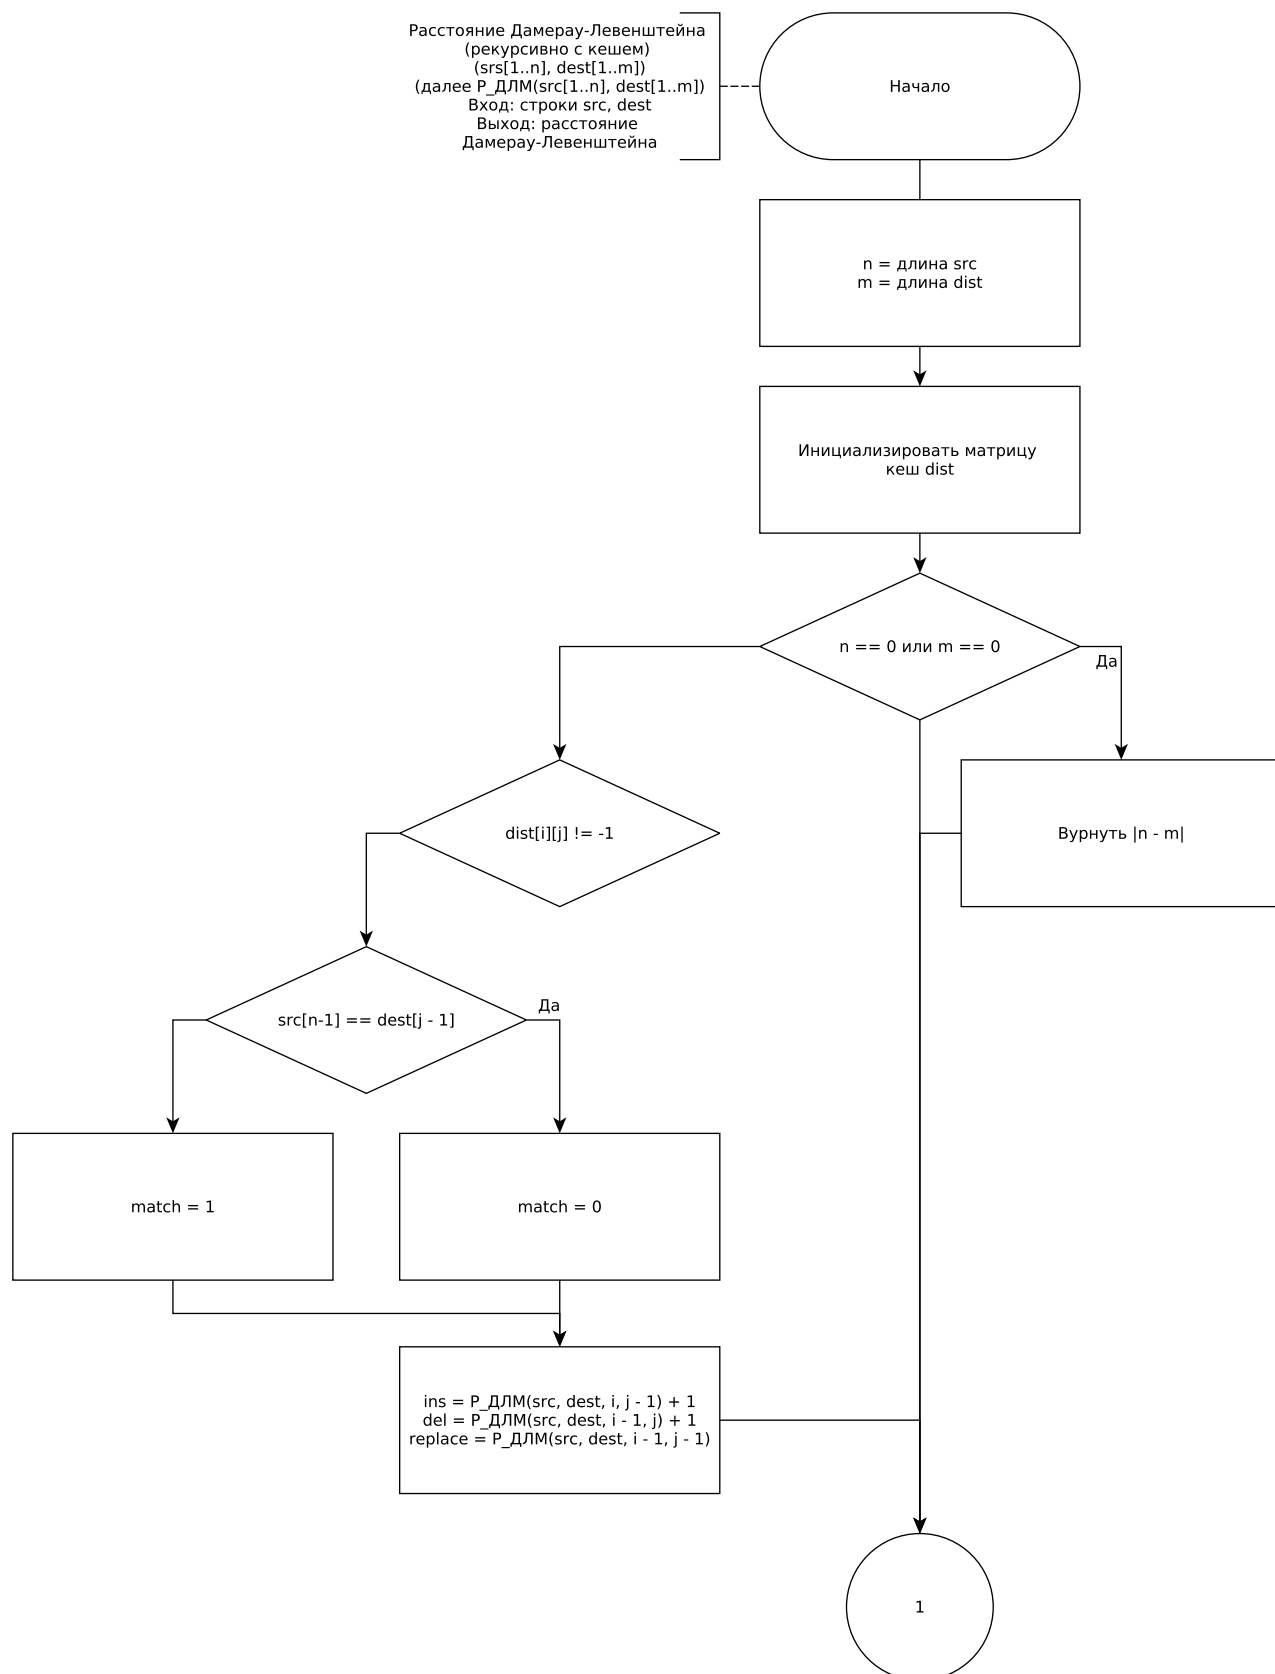 Расстояние Дамерау-Левенштейна
(рекурсивно с кешем)
(srs[1..n], dest[1..m])
(далее Р_ДЛМ(src[1..n], dest[1..m])
Вход: строки src, dest
Выход: расстояние
Дамерау-Левенштейна
Начало
n = длина src
m = длина dist
Инициализировать матрицу
кеш dist
n == 0 или m == 0
Да
dist[i][j] != -1
Вурнуть |n - m|
src[n-1] == dest[j - 1]
Да
match = 1
match = 0
ins = Р_ДЛМ(src, dest, i, j - 1) + 1
del = Р_ДЛМ(src, dest, i - 1, j) + 1
replace = Р_ДЛМ(src, dest, i - 1, j - 1)
1